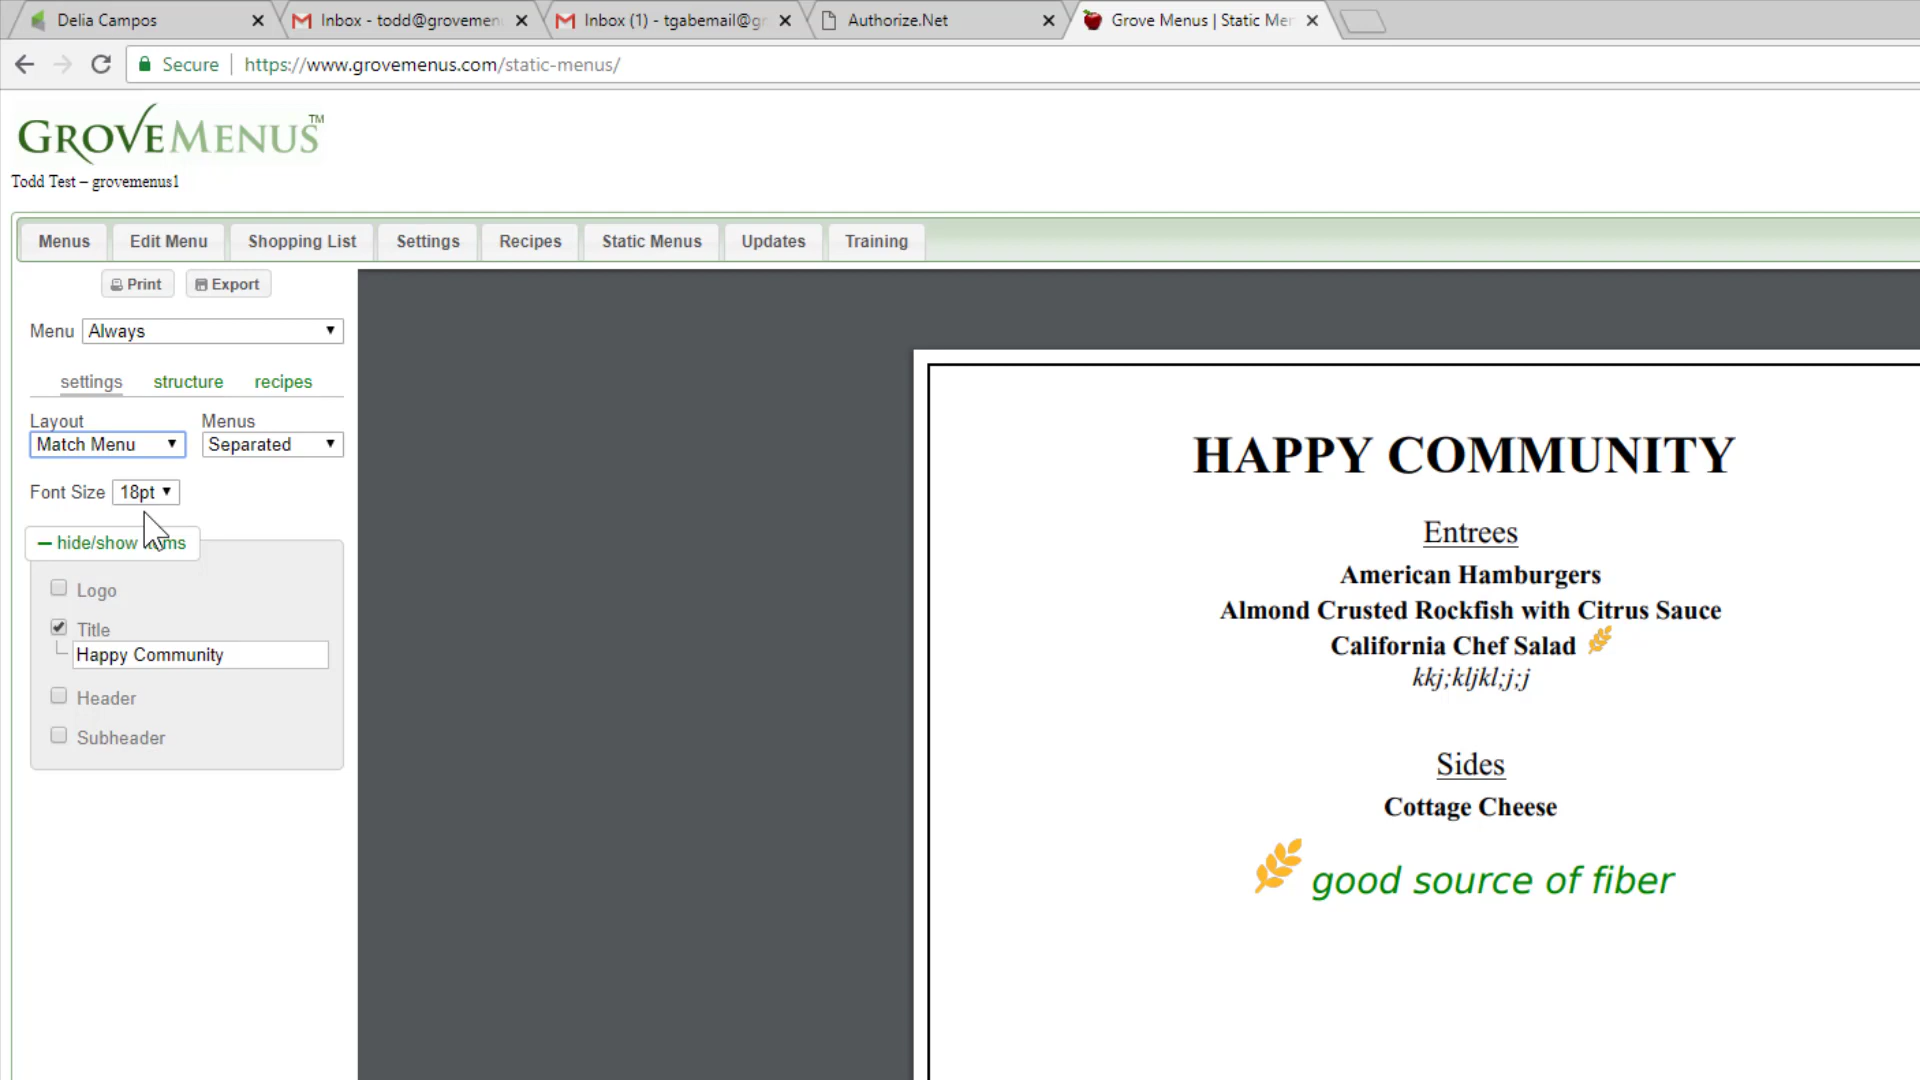 Delia Campos
Inbox - todd@grovemen
Inbox (1) - tgabemail@g
Authorize.Net
Grove Menus | Static Mer
Secure | https://www.grovemenus.com/static-menus/
GROVEMENUS™
Todd Test – grovemenus1
Menus Edit Menu Shopping List Settings Recipes Static Menus Updates Training
Print Export
Menu Always
settings structure recipes
Layout Menus
Match Menu Separated
Font Size 18pt
hide/show
Logo
Title
Happy Community
Header
Subheader
HAPPY COMMUNITY
Entrees
American Hamburgers
Almond Crusted Rockfish with Citrus Sauce
California Chef Salad
kkj;kljkl;j;j
Sides
Cottage Cheese
good source of fiber